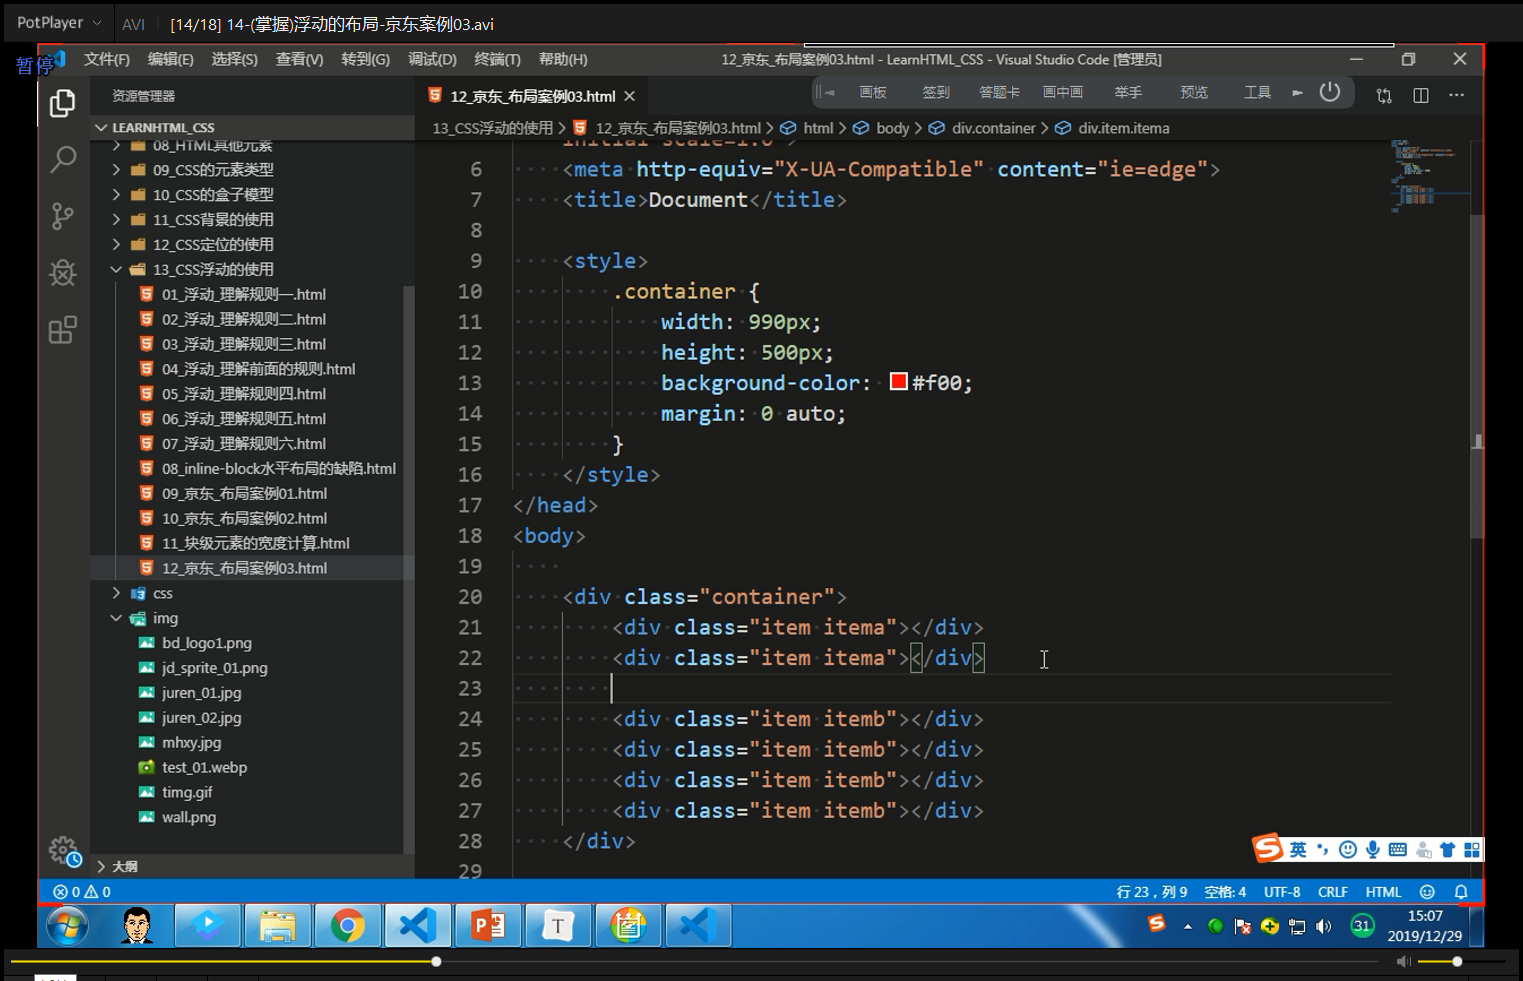 PotPlayer AVI [14/18] 14-(掌握)浮动的布局-京东案例03.avi
暂停
文件(F) 编辑(E) 选择(S) 查看(V) 转到(G) 调试(D) 终端(T) 帮助(H) 12_京东_布局案例03.html - LearnHTML_CSS - Visual Studio Code [管理员]
资源管理器
12_京东_布局案例03.html
画板 签到 答题卡 画中画 举手 预览 工具
LEARNHTML_CSS
13_CSS浮动的使用 > 12_京东_布局案例03.html > html > body > div.container > div.item.itema
08_HTML其他元素
09_CSS的元素类型
10_CSS的盒子模型
11_CSS背景的使用
12_CSS定位的使用
13_CSS浮动的使用
01_浮动_理解规则一.html
02_浮动_理解规则二.html
03_浮动_理解规则三.html
04_浮动_理解前面的规则.html
05_浮动_理解规则四.html
06_浮动_理解规则五.html
07_浮动_理解规则六.html
08_inline-block水平布局的缺陷.html
09_京东_布局案例01.html
10_京东_布局案例02.html
11_块级元素的宽度计算.html
12_京东_布局案例03.html
css
img
bd_logo1.png
jd_sprite_01.png
juren_01.jpg
juren_02.jpg
mhxy.jpg
test_01.webp
timg.gif
wall.png
大纲
initial-scale=1.0">
6 <meta http-equiv="X-UA-Compatible" content="ie=edge">
7 <title>Document</title>
8
9 <style>
10 .container {
11 width: 990px;
12 height: 500px;
13 background-color: #f00;
14 margin: 0 auto;
15 }
16 </style>
17 </head>
18 <body>
19
20 <div class="container">
21 <div class="item itema"></div>
22 <div class="item itema"></div>
23
24 <div class="item itemb"></div>
25 <div class="item itemb"></div>
26 <div class="item itemb"></div>
27 <div class="item itemb"></div>
28 </div>
29
英
0 0 行 23，列 9 空格: 4 UTF-8 CRLF HTML
31
15:07
2019/12/29